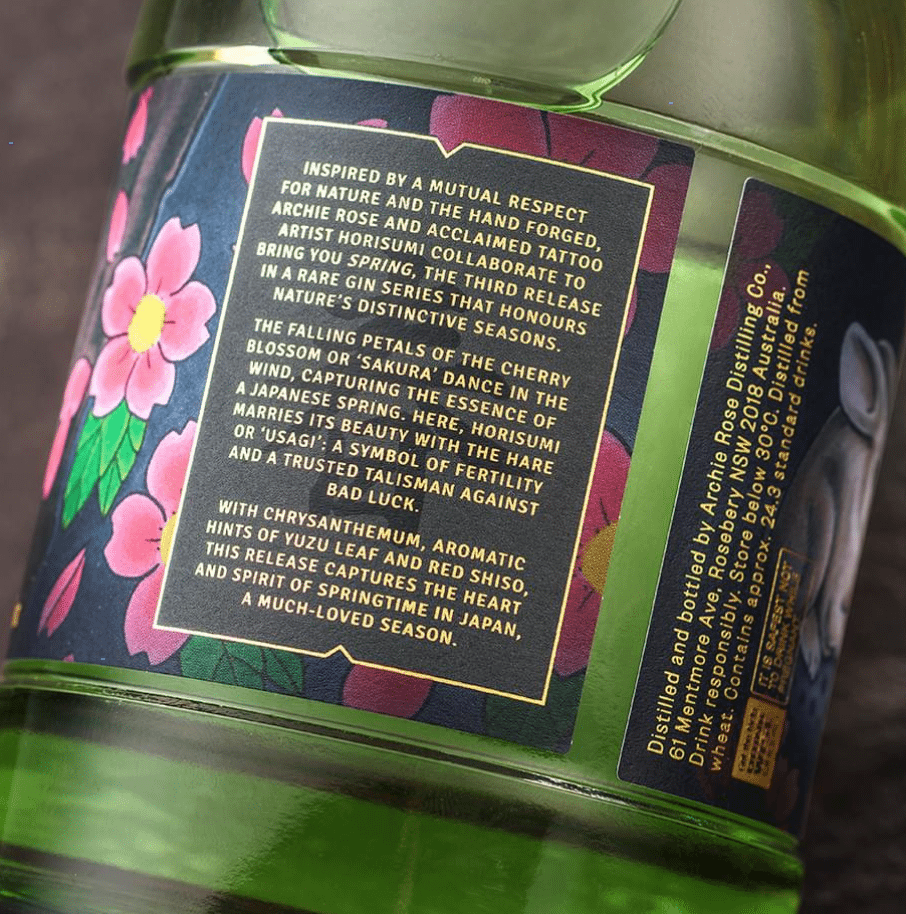 INSPIRED BY A MUTUAL RESPECT
FOR NATURE AND THE HAND FORGED,
ARCHIE ROSE AND ACCLAIMED TATTOO
ARTIST HORISUMI COLLABORATE TO
BRING YOU SPRING, THE THIRD RELEASE
IN A RARE GIN SERIES THAT HONOURS
NATURE'S DISTINCTIVE SEASONS.
THE FALLING PETALS OF THE CHERRY
BLOSSOM OR 'SAKURA' DANCE IN THE
WIND, CAPTURING THE ESSENCE OF
A JAPANESE SPRING. HERE, HORISUMI
MARRIES ITS BEAUTY WITH THE HARE
OR 'USAGI': A SYMBOL OF FERTILITY
AND A TRUSTED TALISMAN AGAINST
BAD LUCK.
WITH CHRYSANTHEMUM, AROMATIC
HINTS OF YUZU LEAF AND RED SHISO,
THIS RELEASE CAPTURES THE HEART
AND SPIRIT OF SPRINGTIME IN JAPAN,
A MUCH-LOVED SEASON.
Distilled and bottled by Archie Rose Distilling Co.,
61 Mentmore Ave, Rosebery NSW 2018 Australia.
Drink responsibly. Store below 30°C. Distilled from
wheat. Contains approx. 24.3 standard drinks.
IT IS SAFEST NOT
TO DRINK WHILE
PREGNANT